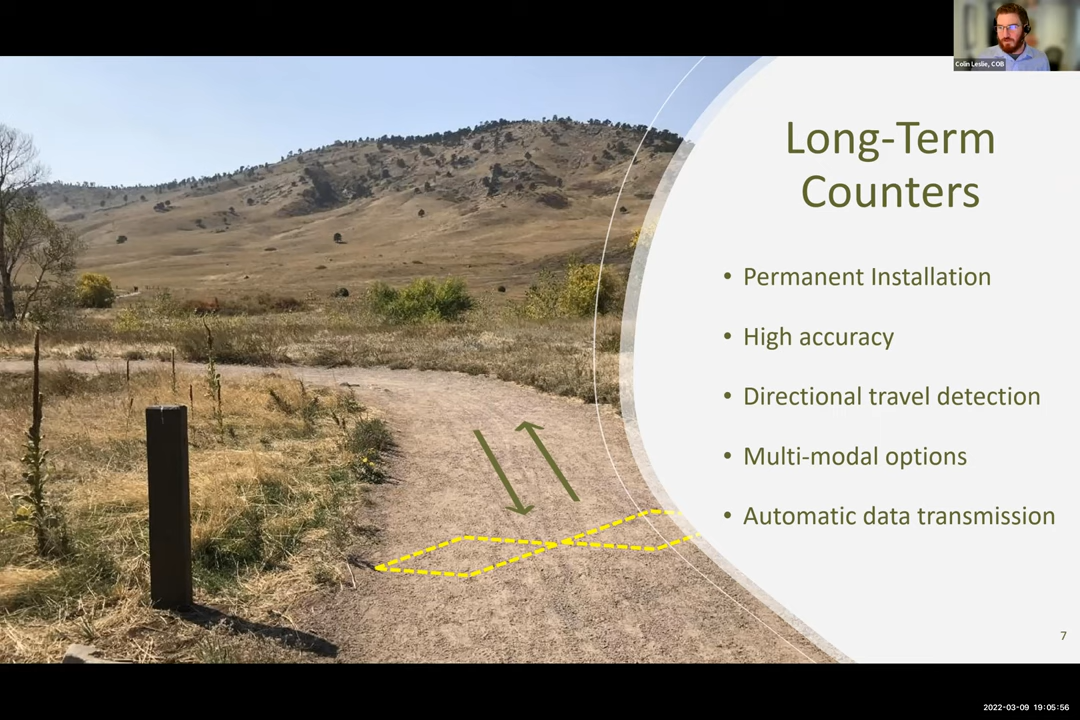 Colin Leslie, COB
Long-Term
Counters
• Permanent Installation
• High accuracy
• Directional travel detection
• Multi-modal options
• Automatic data transmission
7
2022-03-09 19:05:56